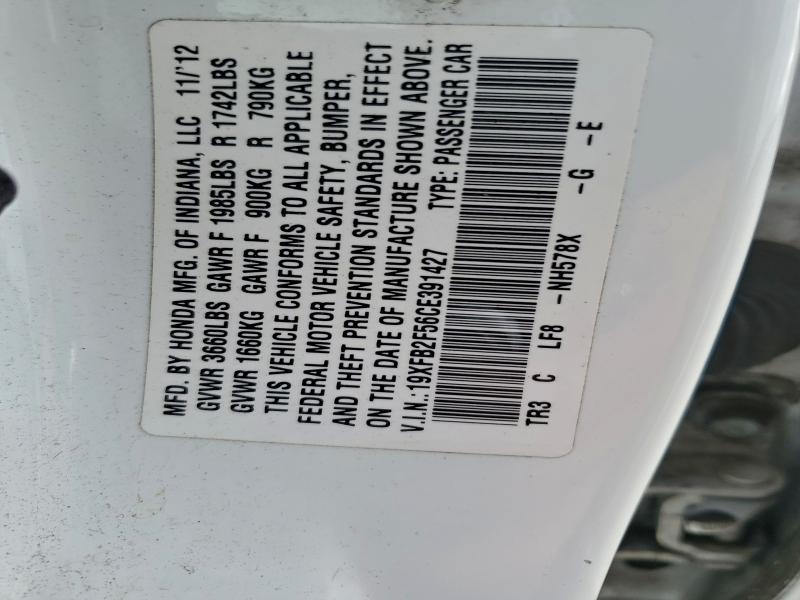 MFD. BY HONDA MFG. OF INDIANA, LLC 11/'12
GVWR 3660LBS GAWR F 1985LBS R 1742LBS
GVWR 1660KG GAWR F 900KG R 790KG
THIS VEHICLE CONFORMS TO ALL APPLICABLE
FEDERAL MOTOR VEHICLE SAFETY, BUMPER,
AND THEFT PREVENTION STANDARDS IN EFFECT
ON THE DATE OF MANUFACTURE SHOWN ABOVE.
V.I.N.:19XFB2F56CE391427 TYPE: PASSENGER CAR
TR3 C LF8 -NH578X -G -E